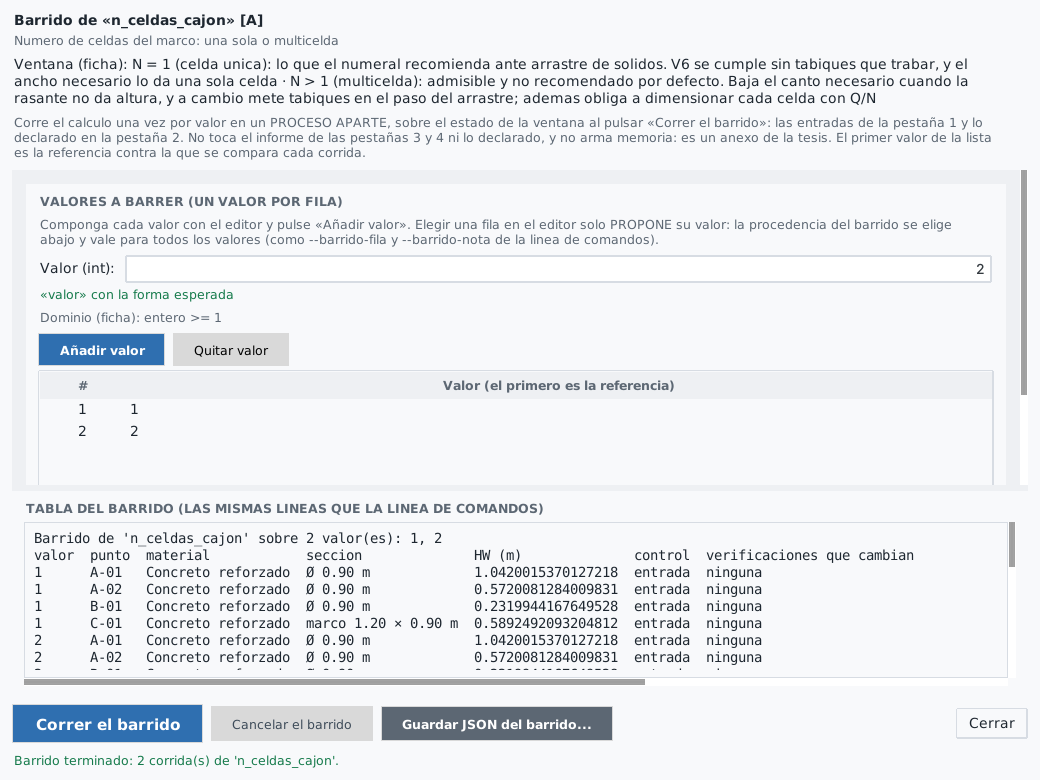 Barrido de «n_celdas_cajon» [A]
Numero de celdas del marco: una sola o multicelda
Ventana (ficha): N = 1 (celda unica): lo que el numeral recomienda ante arrastre de solidos. V6 se cumple sin tabiques que trabar, y el
ancho necesario lo da una sola celda · N > 1 (multicelda): admisible y no recomendado por defecto. Baja el canto necesario cuando la
rasante no da altura, y a cambio mete tabiques en el paso del arrastre; ademas obliga a dimensionar cada celda con Q/N
Corre el calculo una vez por valor en un PROCESO APARTE, sobre el estado de la ventana al pulsar «Correr el barrido»: las entradas de la pestaña 1 y lo
declarado en la pestaña 2. No toca el informe de las pestañas 3 y 4 ni lo declarado, y no arma memoria: es un anexo de la tesis. El primer valor de la lista
es la referencia contra la que se compara cada corrida.
VALORES A BARRER (UN VALOR POR FILA)
Componga cada valor con el editor y pulse «Añadir valor». Elegir una fila en el editor solo PROPONE su valor: la procedencia del barrido se elige
abajo y vale para todos los valores (como --barrido-fila y --barrido-nota de la linea de comandos).
Valor (int): 2
«valor» con la forma esperada
Dominio (ficha): entero >= 1
Añadir valor Quitar valor
# Valor (el primero es la referencia)
1 1
2 2
TABLA DEL BARRIDO (LAS MISMAS LINEAS QUE LA LINEA DE COMANDOS)
Barrido de 'n_celdas_cajon' sobre 2 valor(es): 1, 2
valor punto material seccion HW (m) control verificaciones que cambian
1 A-01 Concreto reforzado Ø 0.90 m 1.0420015370127218 entrada ninguna
1 A-02 Concreto reforzado Ø 0.90 m 0.5720081284009831 entrada ninguna
1 B-01 Concreto reforzado Ø 0.90 m 0.2319944167649528 entrada ninguna
1 C-01 Concreto reforzado marco 1.20 × 0.90 m 0.5892492093204812 entrada ninguna
2 A-01 Concreto reforzado Ø 0.90 m 1.0420015370127218 entrada ninguna
2 A-02 Concreto reforzado Ø 0.90 m 0.5720081284009831 entrada ninguna
Correr el barrido Cancelar el barrido Guardar JSON del barrido... Cerrar
Barrido terminado: 2 corrida(s) de 'n_celdas_cajon'.